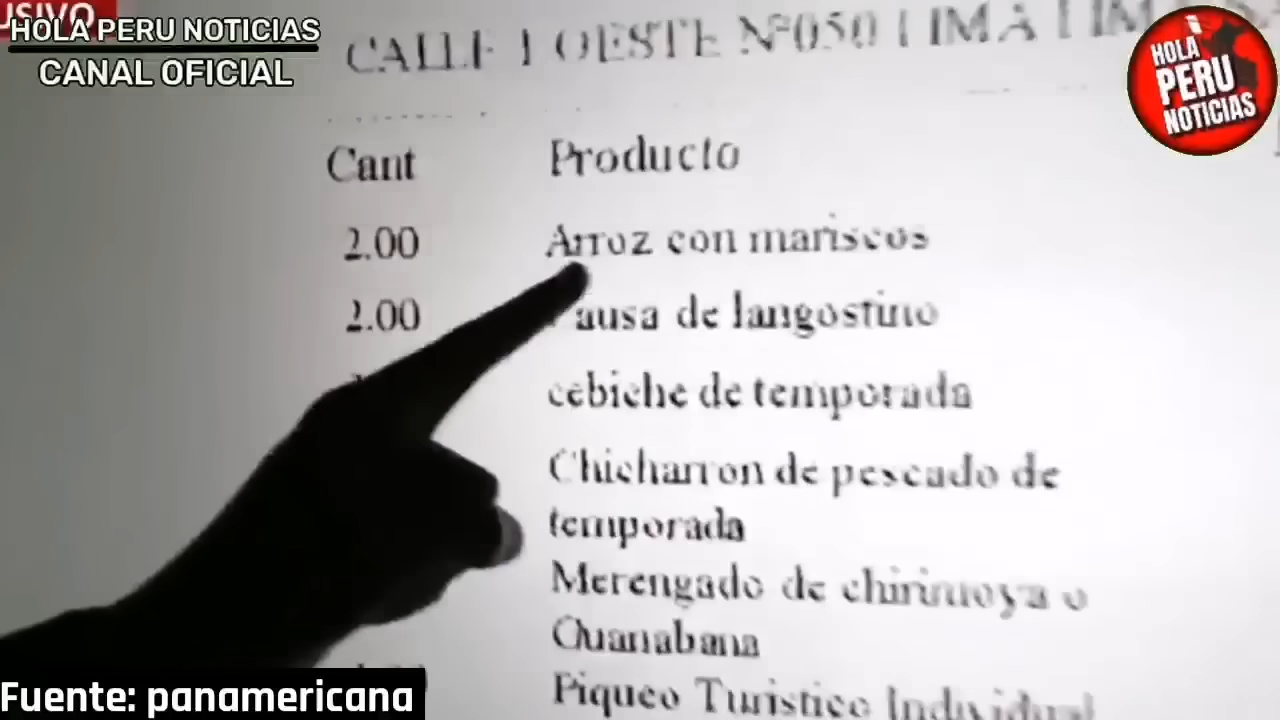 USIVO
HOLA PERU NOTICIAS
CANAL OFICIAL
CALLE 1 OESTE Nº050 LIMA LIMA
HOLA
PERU
NOTICIAS
Cant Producto
2.00 Arroz con mariscos
2.00 ausa de langostino
cebiche de temporada
Chicharron de pescado de
temporada
Merengado de chirimoya o
Guanabana
Piqueo Turistico Individual
Fuente: panamericana